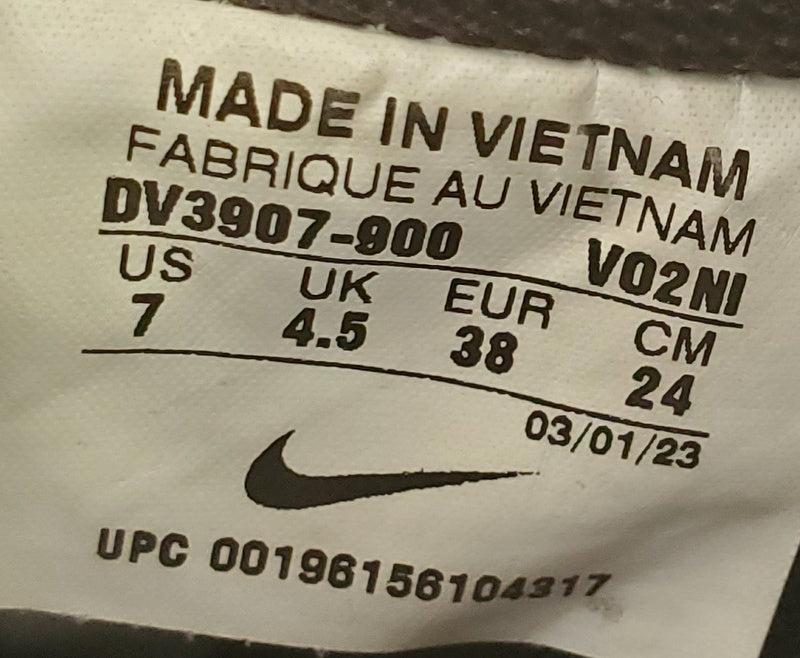 MADE IN VIETNAM
FABRIQUE AU VIETNAM
DV3907-900 V02NI
US UK EUR CM
7 4.5 38 24
03/01/23
UPC 00196156104317